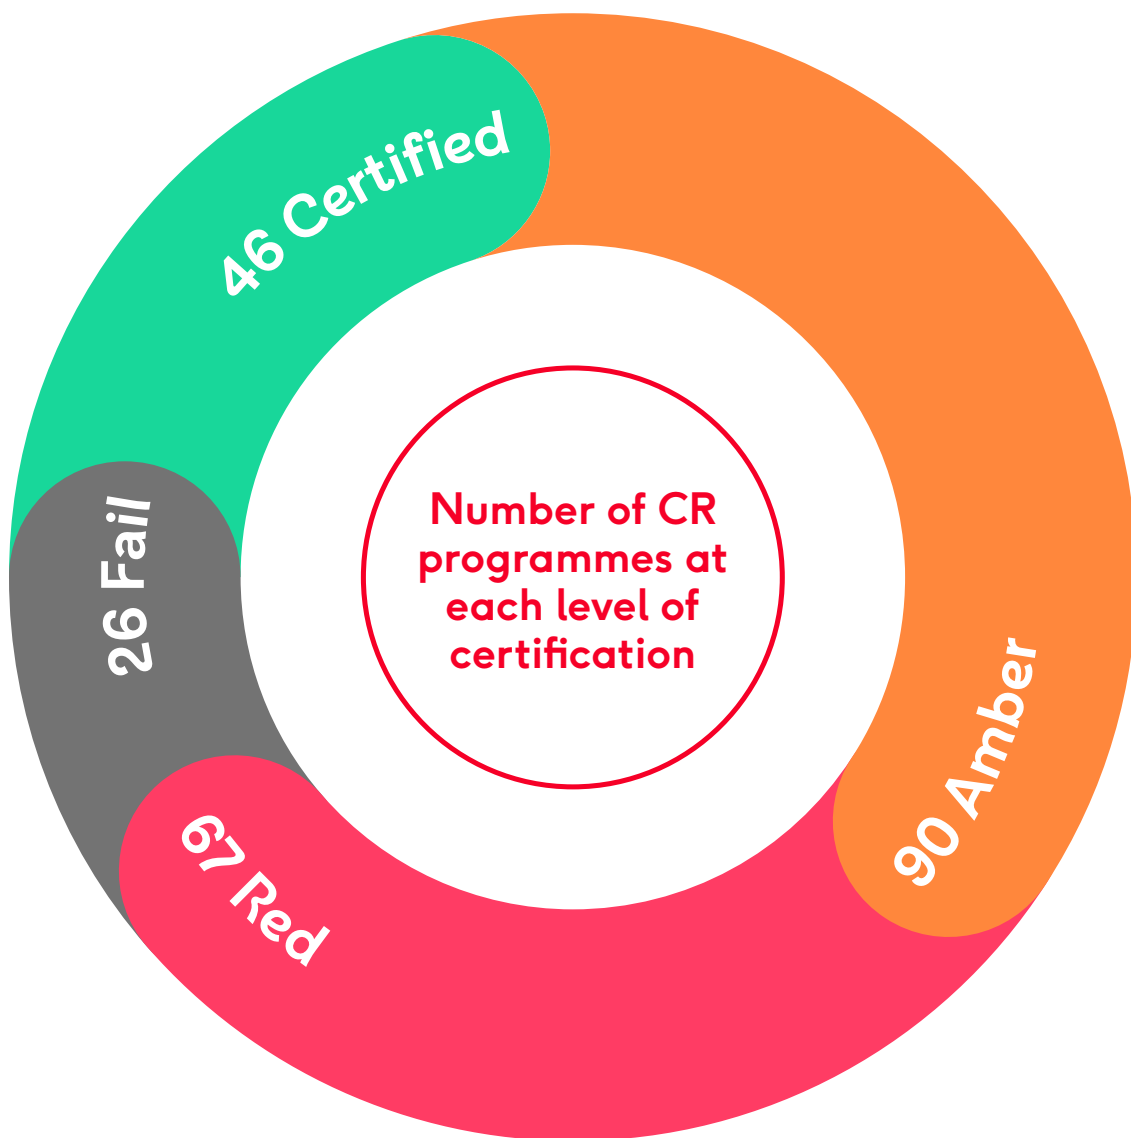 46 Certified
26 Fail
67 Red
90 Amber
Number of CR
programmes at
each level of
certification